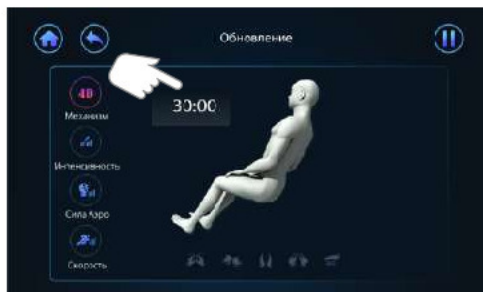 Обновление
30:00
4D
Механизм
Интенсивность
Сила Аэро
Скорость